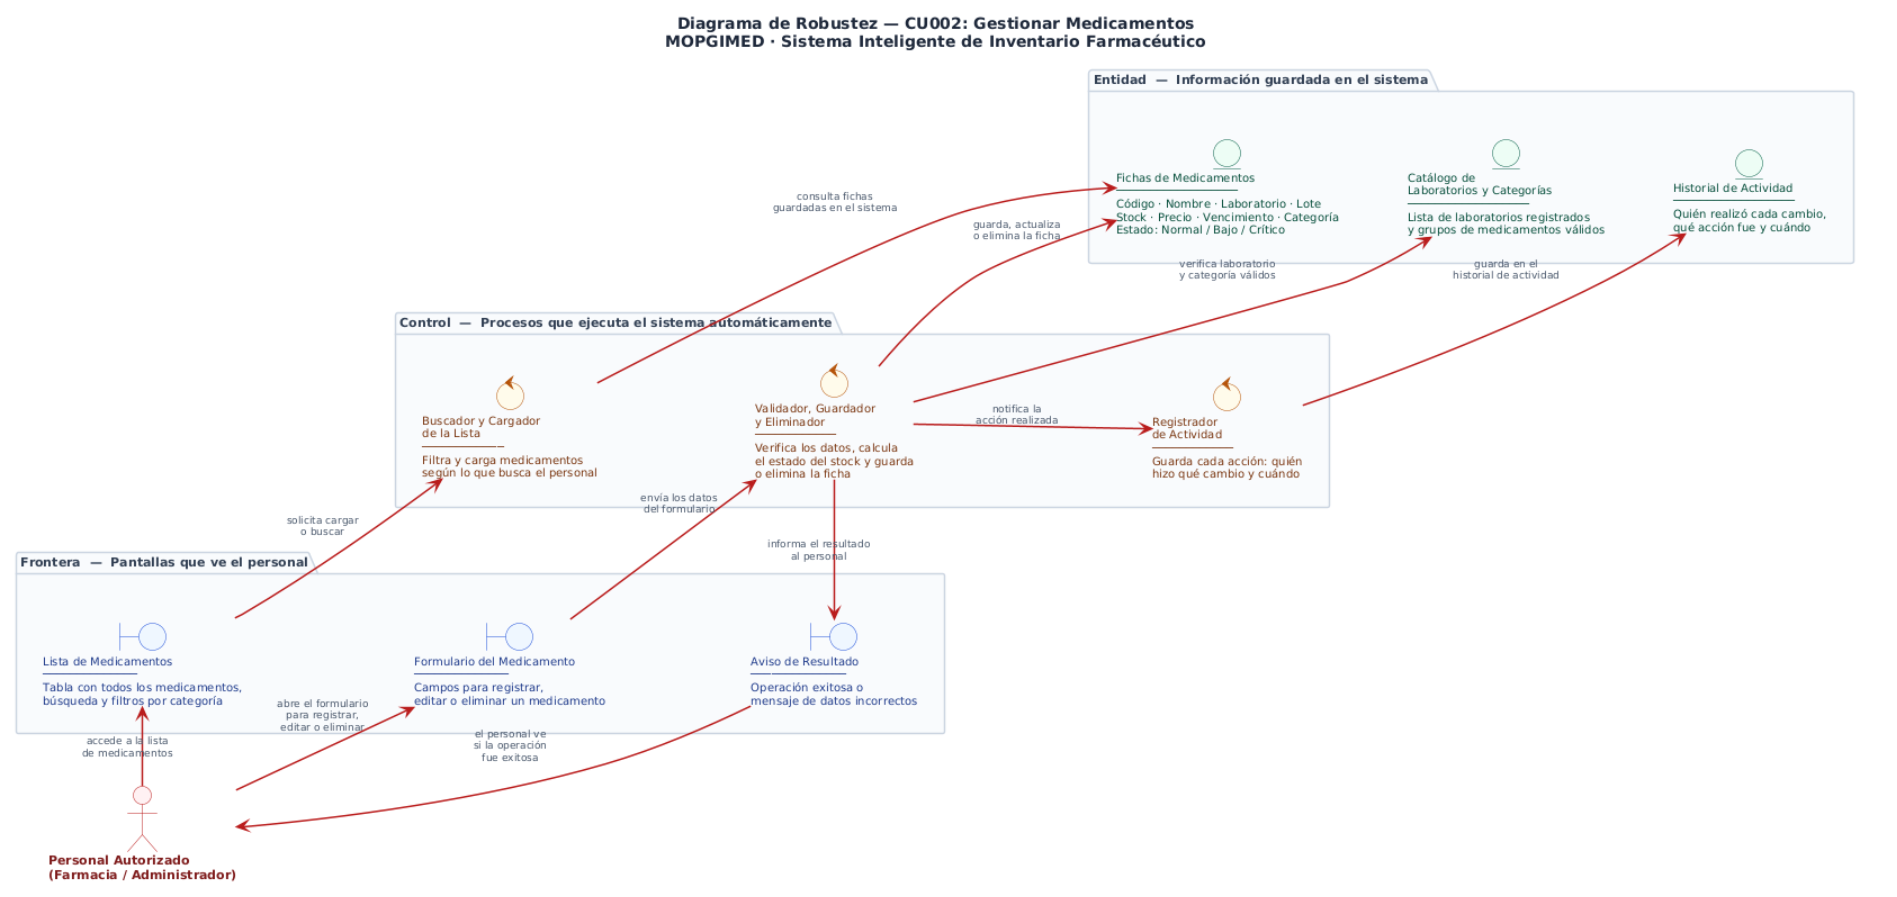 Diagrama de Robustez — CU002: Gestionar Medicamentos
MOPGIMED · Sistema Inteligente de Inventario Farmacéutico
Entidad — Información guardada en el sistema
Fichas de Medicamentos
Código · Nombre · Laboratorio · Lote
Stock · Precio · Vencimiento · Categoría
Estado: Normal / Bajo / Crítico
Catálogo de
Laboratorios y Categorías
Lista de laboratorios registrados
y grupos de medicamentos válidos
Historial de Actividad
Quién realizó cada cambio,
qué acción fue y cuándo
consulta fichas
guardadas en el sistema
guarda, actualiza
o elimina la ficha
verifica laboratorio
y categoría válidos
guarda en el
historial de actividad
Control — Procesos que ejecuta el sistema automáticamente
Buscador y Cargador
de la Lista
Filtra y carga medicamentos
según lo que busca el personal
Validador, Guardador
y Eliminador
Verifica los datos, calcula
el estado del stock y guarda
o elimina la ficha
notifica la
acción realizada
Registrador
de Actividad
Guarda cada acción: quién
hizo qué cambio y cuándo
solicita cargar
o buscar
envía los datos
del formulario
informa el resultado
al personal
Frontera — Pantallas que ve el personal
Lista de Medicamentos
Tabla con todos los medicamentos,
búsqueda y filtros por categoría
Formulario del Medicamento
Campos para registrar,
editar o eliminar un medicamento
Aviso de Resultado
Operación exitosa o
mensaje de datos incorrectos
accede a la lista
de medicamentos
abre el formulario
para registrar,
editar o eliminar
el personal ve
si la operación
fue exitosa
Personal Autorizado
(Farmacia / Administrador)